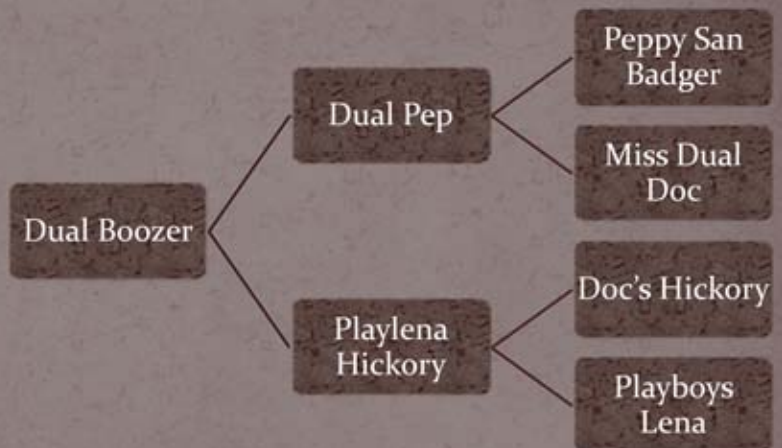 Dual Boozer
Dual Pep
Playlena
Hickory
Peppy San
Badger
Miss Dual
Doc
Doc's Hickory
Playboys
Lena